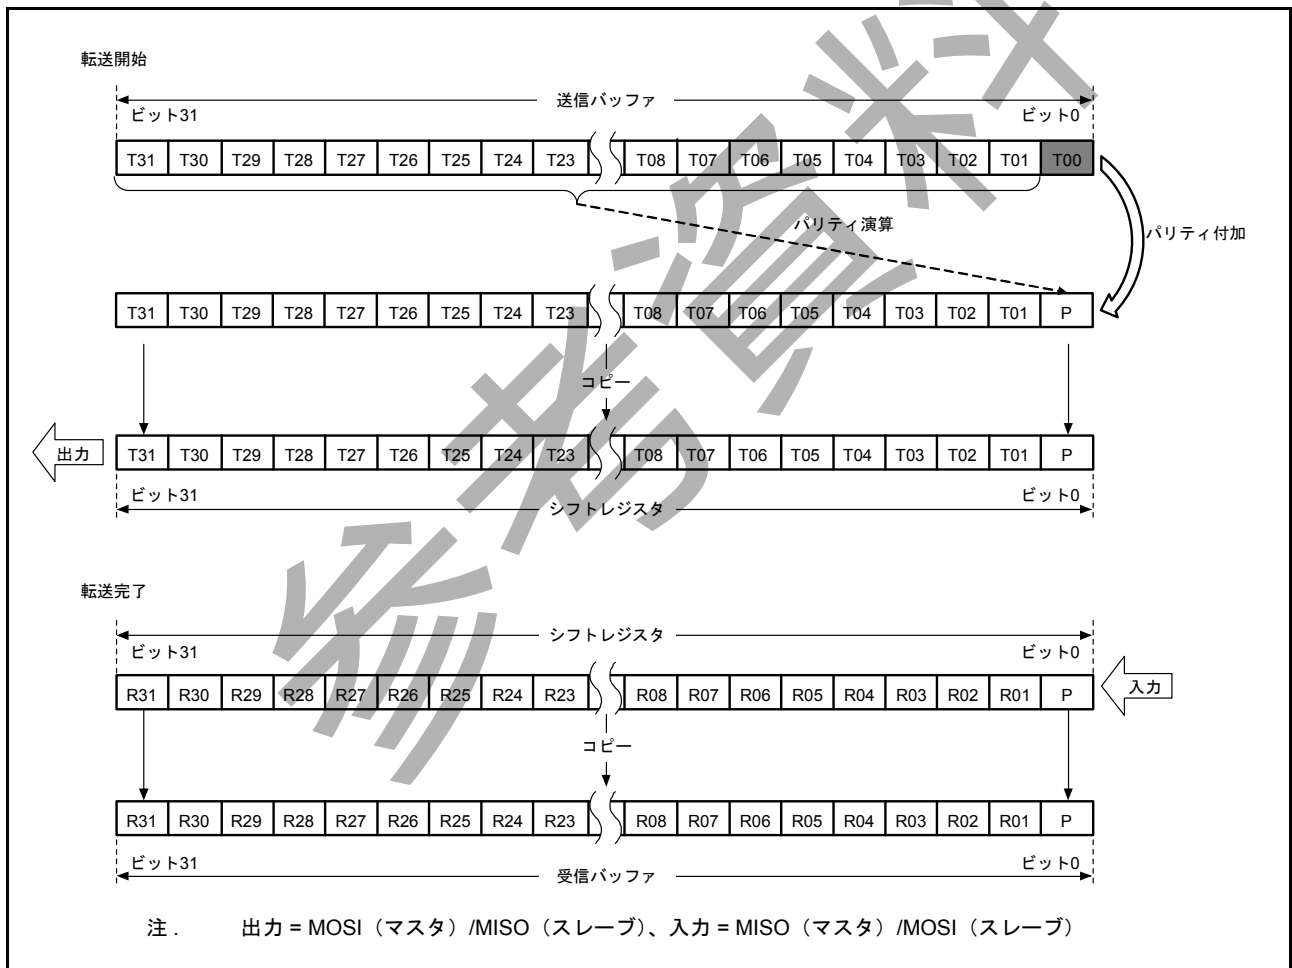 転送開始
送信バッファ
ビット31 ビット0
T31 T30 T29 T28 T27 T26 T25 T24 T23 T08 T07 T06 T05 T04 T03 T02 T01 T00
パリティ演算
パリティ付加
T31 T30 T29 T28 T27 T26 T25 T24 T23 T08 T07 T06 T05 T04 T03 T02 T01 P
コピー
出力
T31 T30 T29 T28 T27 T26 T25 T24 T23 T08 T07 T06 T05 T04 T03 T02 T01 P
ビット31 ビット0
シフトレジスタ
転送完了
シフトレジスタ
ビット31 ビット0
R31 R30 R29 R28 R27 R26 R25 R24 R23 R08 R07 R06 R05 R04 R03 R02 R01 P
入力
コピー
R31 R30 R29 R28 R27 R26 R25 R24 R23 R08 R07 R06 R05 R04 R03 R02 R01 P
ビット31 ビット0
受信バッファ
注. 出力 = MOSI（マスタ）/MISO（スレーブ）、入力 = MISO（マスタ）/MOSI（スレーブ）
参考資料